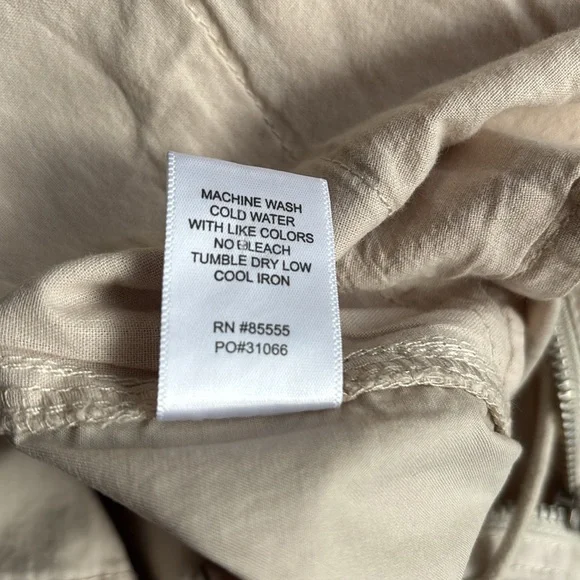 MACHINE WASH
COLD WATER
WITH LIKE COLORS
NO BLEACH
TUMBLE DRY LOW
COOL IRON
RN #85555
PO#31066